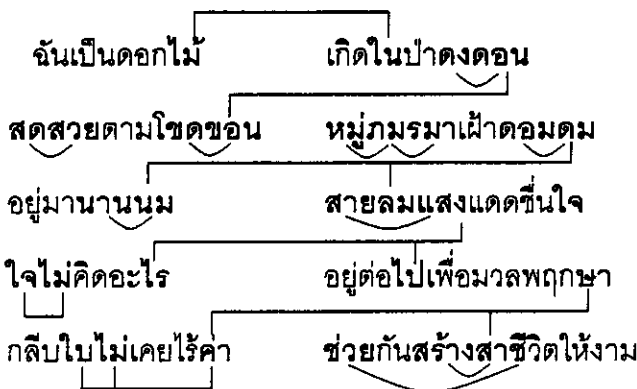 ฉันเป็นดอกไม้ เกิดในป่าดงดอน
สดสวยตามโขดขอน หมู่ภมรมาเฝ้าดอมดม
อยู่มานานนม สายลมแสงแดดชื่นใจ
ใจไม่คิดอะไร อยู่ต่อไปเพื่อมวลพฤกษา
กลีบใบไม่เคยไร้ค่า ช่วยกันสร้างสาชีวิตให้งาม